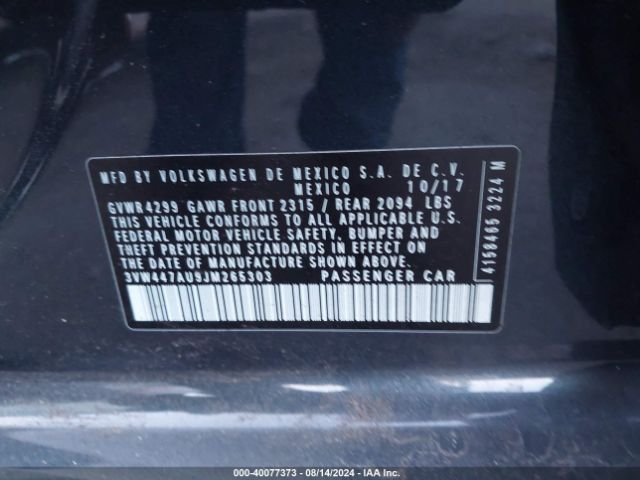 MFD BY VOLKSWAGEN DE MEXICO S.A. DE C.V.
MEXICO 10/17
GVWR4299 GAWR FRONT 2315 / REAR 2094 LBS
THIS VEHICLE CONFORMS TO ALL APPLICABLE U.S.
FEDERAL MOTOR VEHICLE SAFETY, BUMPER AND
THEFT PREVENTION STANDARDS IN EFFECT ON
THE DATE OF MANUFACTURE SHOWN ABOVE.
3VW447AU9JM265303 PASSENGER CAR
4158465 3224 M
000-40077373 - 08/14/2024 - IAA Inc.